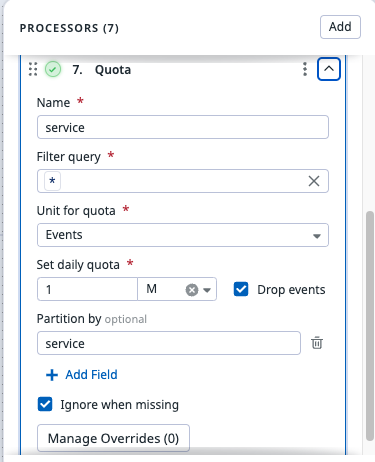 PROCESSORS (7) Add
7. Quota
Name *
service
Filter query *
*
Unit for quota *
Events
Set daily quota *
1 M Drop events
Partition by optional
service
Add Field
Ignore when missing
Manage Overrides (0)